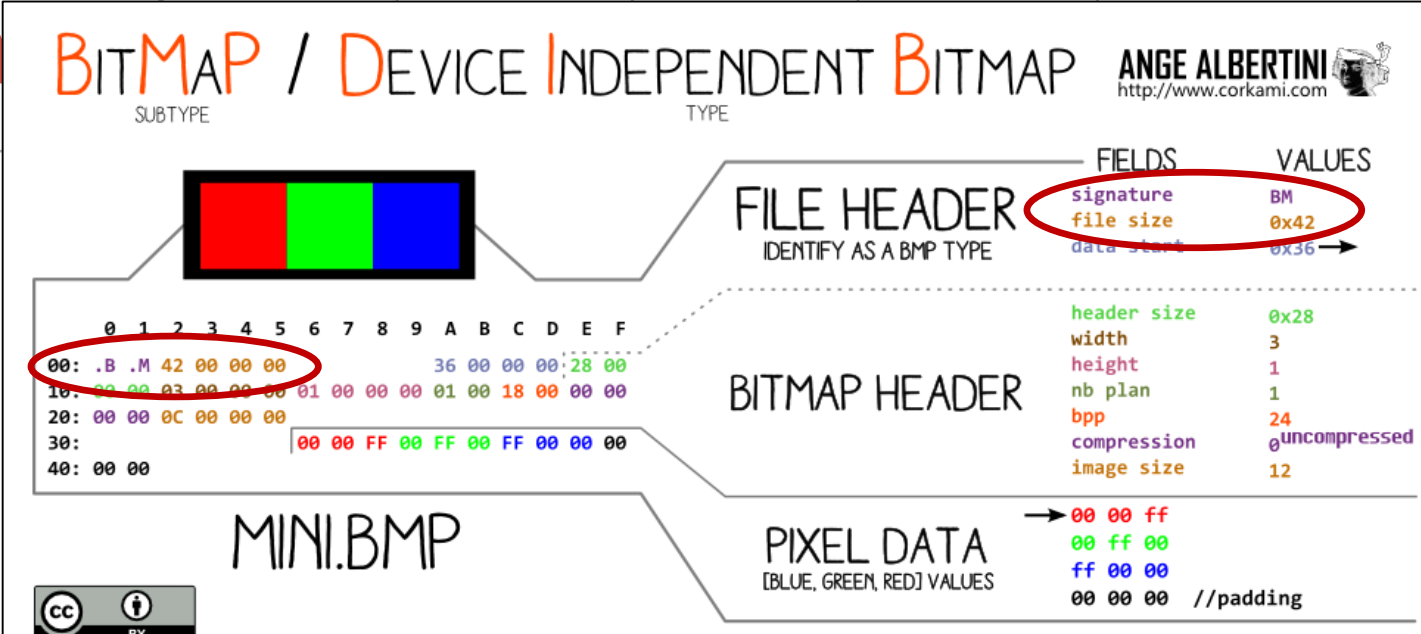 BITMAP / DEVICE INDEPENDENT BITMAP
SUBTYPE
TYPE
ANGE ALBERTINI
http://www.corkami.com
FIELDS VALUES
FILE HEADER
IDENTIFY AS A BMP TYPE
signature BM
file size 0x42
data start 0x36
0 1 2 3 4 5 6 7 8 9 A B C D E F
00: .B .M 42 00 00 00 36 00 00 00 28 00
10: 00 00 03 00 00 00 01 00 00 00 01 00 18 00 00 00
20: 00 00 0C 00 00 00
30: 00 00 FF 00 FF 00 FF 00 00 00
40: 00 00
MINI.BMP
BITMAP HEADER
header size 0x28
width 3
height 1
nb plan 1
bpp 24
compression 0 uncompressed
image size 12
PIXEL DATA
[BLUE, GREEN, RED] VALUES
00 00 ff
00 ff 00
ff 00 00
00 00 00 //padding
cc
BY